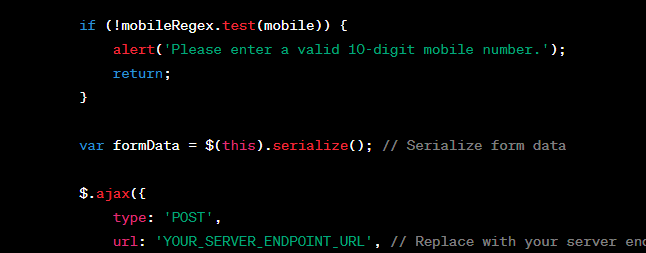 if (!mobileRegex.test(mobile)) {
alert('Please enter a valid 10-digit mobile number.');
return;
}
var formData = $(this).serialize(); // Serialize form data
$.ajax({
type: 'POST',
url: 'YOUR_SERVER_ENDPOINT_URL', // Replace with your server